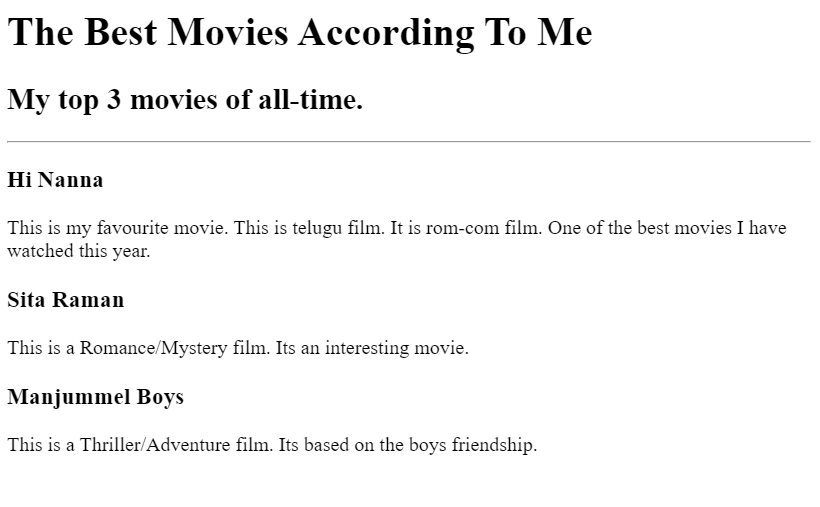 The Best Movies According To Me
My top 3 movies of all-time.
Hi Nanna
This is my favourite movie. This is telugu film. It is rom-com film. One of the best movies I have
watched this year.
Sita Raman
This is a Romance/Mystery film. Its an interesting movie.
Manjummel Boys
This is a Thriller/Adventure film. Its based on the boys friendship.